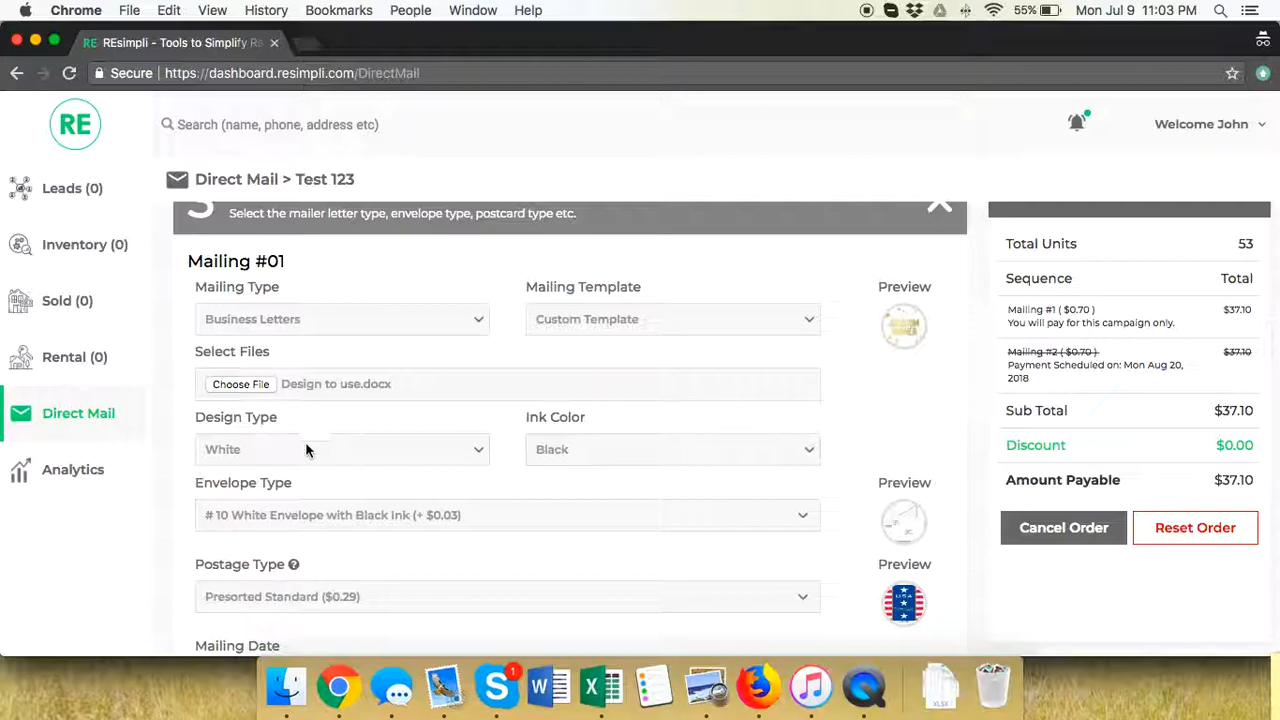 Chrome File Edit View History Bookmarks People Window Help 55% Mon Jul 9 11:03 PM
RE REsimpli - Tools to Simplify Re
Secure https://dashboard.resimpli.com/DirectMail
RE
Search (name, phone, address etc)
Welcome John
Leads (0)
Inventory (0)
Sold (0)
Rental (0)
Direct Mail
Analytics
Direct Mail > Test 123
Select the mailer letter type, envelope type, postcard type etc.
Mailing #01
Mailing Type Mailing Template Preview
Business Letters Custom Template
Select Files
Choose File Design to use.docx
Design Type Ink Color
White Black
Envelope Type Preview
# 10 White Envelope with Black Ink (+ $0.03)
Postage Type Preview
Presorted Standard ($0.29)
USA
Mailing Date
Total Units 53
Sequence Total
Mailing #1 ( $0.70 ) $37.10
You will pay for this campaign only.
Mailing #2 ( $0.70 ) $37.10
Payment Scheduled on: Mon Aug 20,
2018
Sub Total $37.10
Discount $0.00
Amount Payable $37.10
Cancel Order Reset Order
1
W
X
XLSX